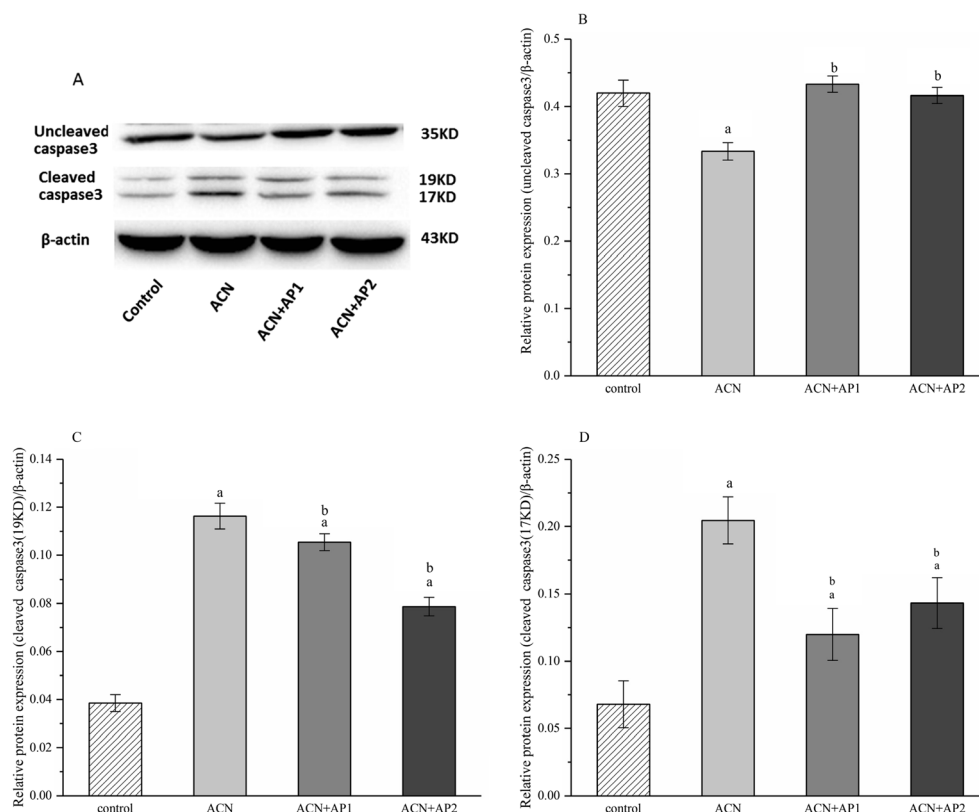 A
Uncleaved
caspase3
35KD
Cleaved
caspase3
19KD
17KD
β-actin
43KD
Control
ACN
ACN+AP1
ACN+AP2
B
Relative protein expression (uncleaved caspase3/β-actin)
0.5
0.4
0.3
0.2
0.1
0.0
a
b
b
control
ACN
ACN+AP1
ACN+AP2
C
Relative protein expression (cleaved caspase3(19KD)/β-actin)
0.14
0.12
0.10
0.08
0.06
0.04
0.02
0.00
a
b
a
b
a
control
ACN
ACN+AP1
ACN+AP2
D
Relative protein expression (cleaved caspase3(17KD)/β-actin)
0.25
0.20
0.15
0.10
0.05
0.00
a
b
a
b
a
control
ACN
ACN+AP1
ACN+AP2